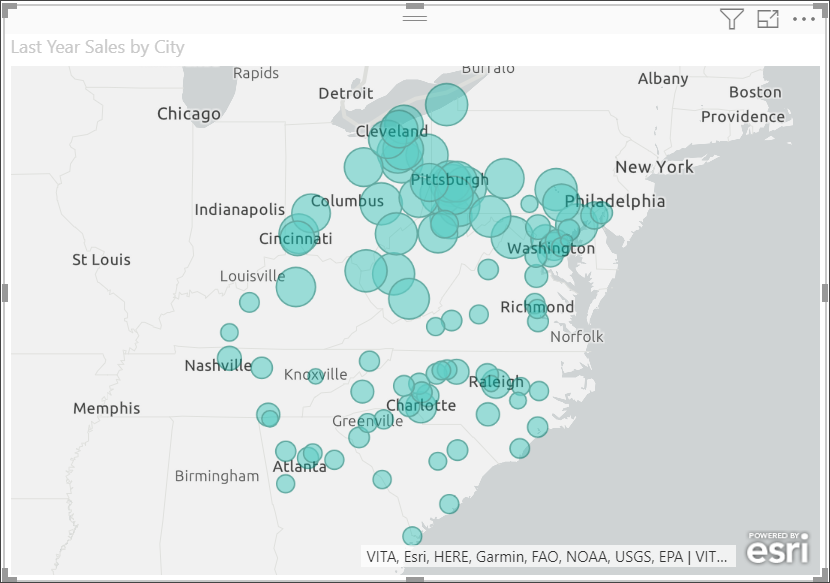 Last Year Sales by City
Rapids
Buffalo
Albany
Detroit
Boston
Chicago
Providence
Cleveland
New York
Pittsburgh
Columbus
Philadelphia
Indianapolis
Cincinnati
Washington
St Louis
Louisville
Richmond
Norfolk
Nashville
Knoxville
Raleigh
Memphis
Charlotte
Greenville
Atlanta
Birmingham
POWERED BY
esri
VITA, Esri, HERE, Garmin, FAO, NOAA, USGS, EPA | VIT...